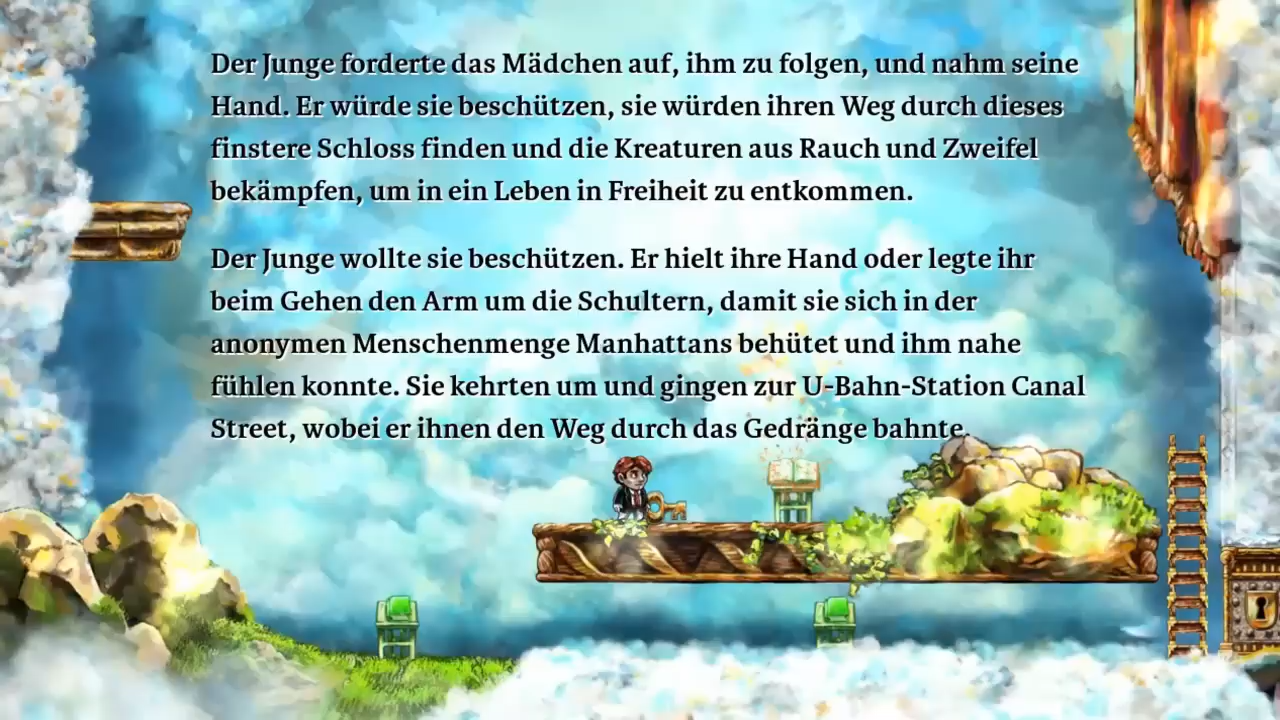 Der Junge forderte das Mädchen auf, ihm zu folgen, und nahm seine
Hand. Er würde sie beschützen, sie würden ihren Weg durch dieses
finstere Schloss finden und die Kreaturen aus Rauch und Zweifel
bekämpfen, um in ein Leben in Freiheit zu entkommen.
Der Junge wollte sie beschützen. Er hielt ihre Hand oder legte ihr
beim Gehen den Arm um die Schultern, damit sie sich in der
anonymen Menschenmenge Manhattans behütet und ihm nahe
fühlen konnte. Sie kehrten um und gingen zur U-Bahn-Station Canal
Street, wobei er ihnen den Weg durch das Gedränge bahnte.